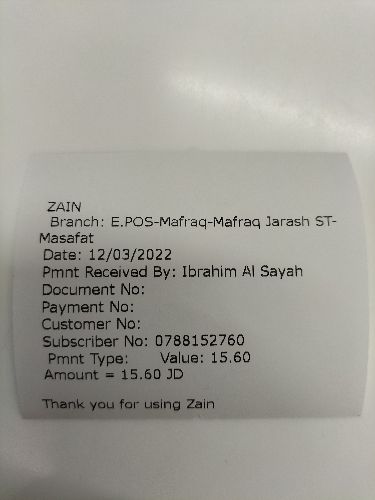 ZAIN
Branch: E.POS-Mafraq-Mafraq Jarash ST-
Masafat
Date: 12/03/2022
Pmnt Received By: Ibrahim Al Sayah
Document No:
Payment No:
Customer No:
Subscriber No: 0788152760
Pmnt Type: Value: 15.60
Amount = 15.60 JD
Thank you for using Zain